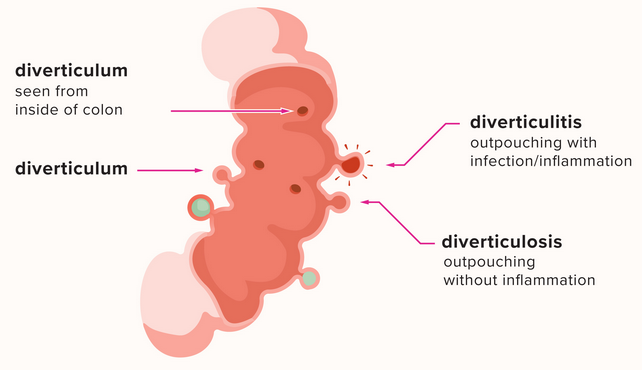 diverticulum
seen from
inside of colon
diverticulum
diverticulitis
outpouching with
infection/inflammation
diverticulosis
outpouching
without inflammation